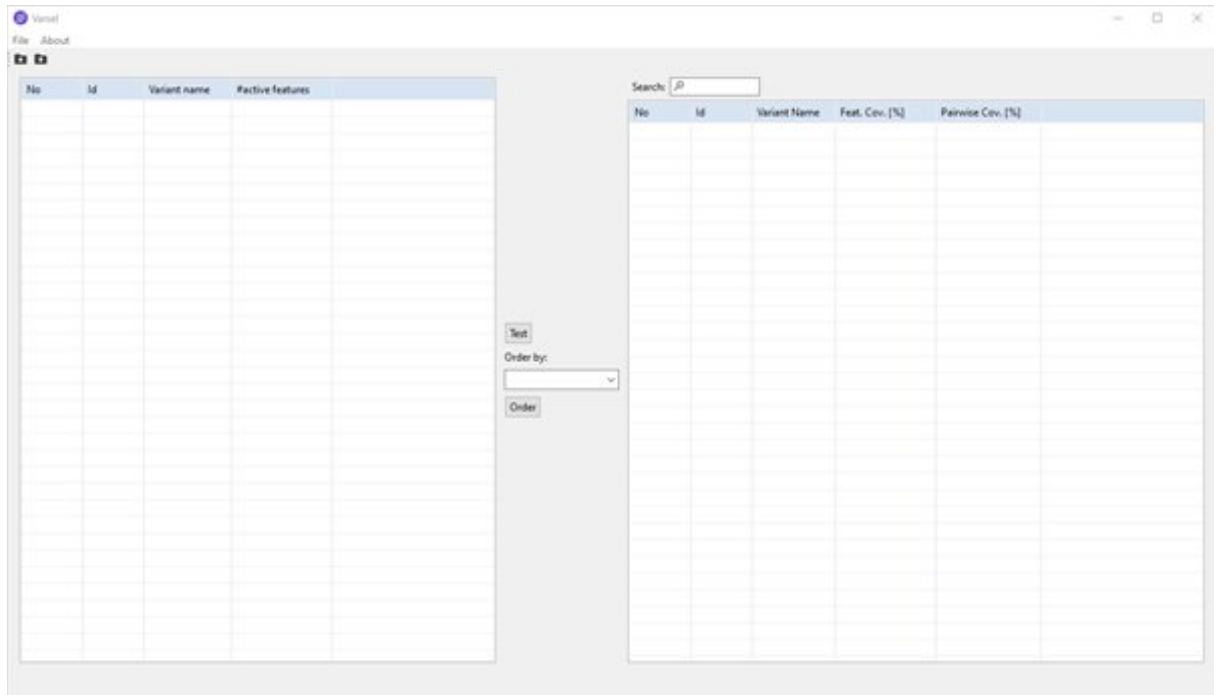 Varsel
File About
No Id Variant name #active features
Search:
No Id Variant Name Feat. Cov. [%] Pairwise Cov. [%]
Test
Order by:
Order